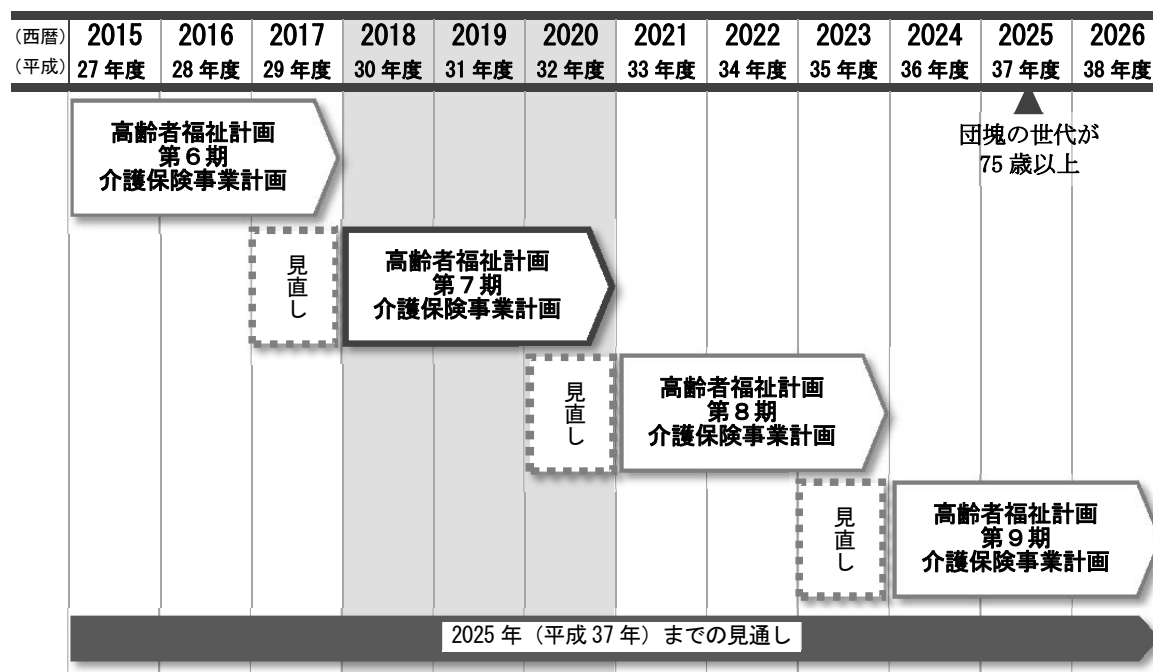 (西暦) 2015 2016 2017 2018 2019 2020 2021 2022 2023 2024 2025 2026
(平成) 27年度 28年度 29年度 30年度 31年度 32年度 33年度 34年度 35年度 36年度 37年度 38年度
団塊の世代が
75歳以上
高齢者福祉計画
第6期
介護保険事業計画
見直し
高齢者福祉計画
第7期
介護保険事業計画
見直し
高齢者福祉計画
第8期
介護保険事業計画
見直し
高齢者福祉計画
第9期
介護保険事業計画
2025年(平成37年)までの見通し